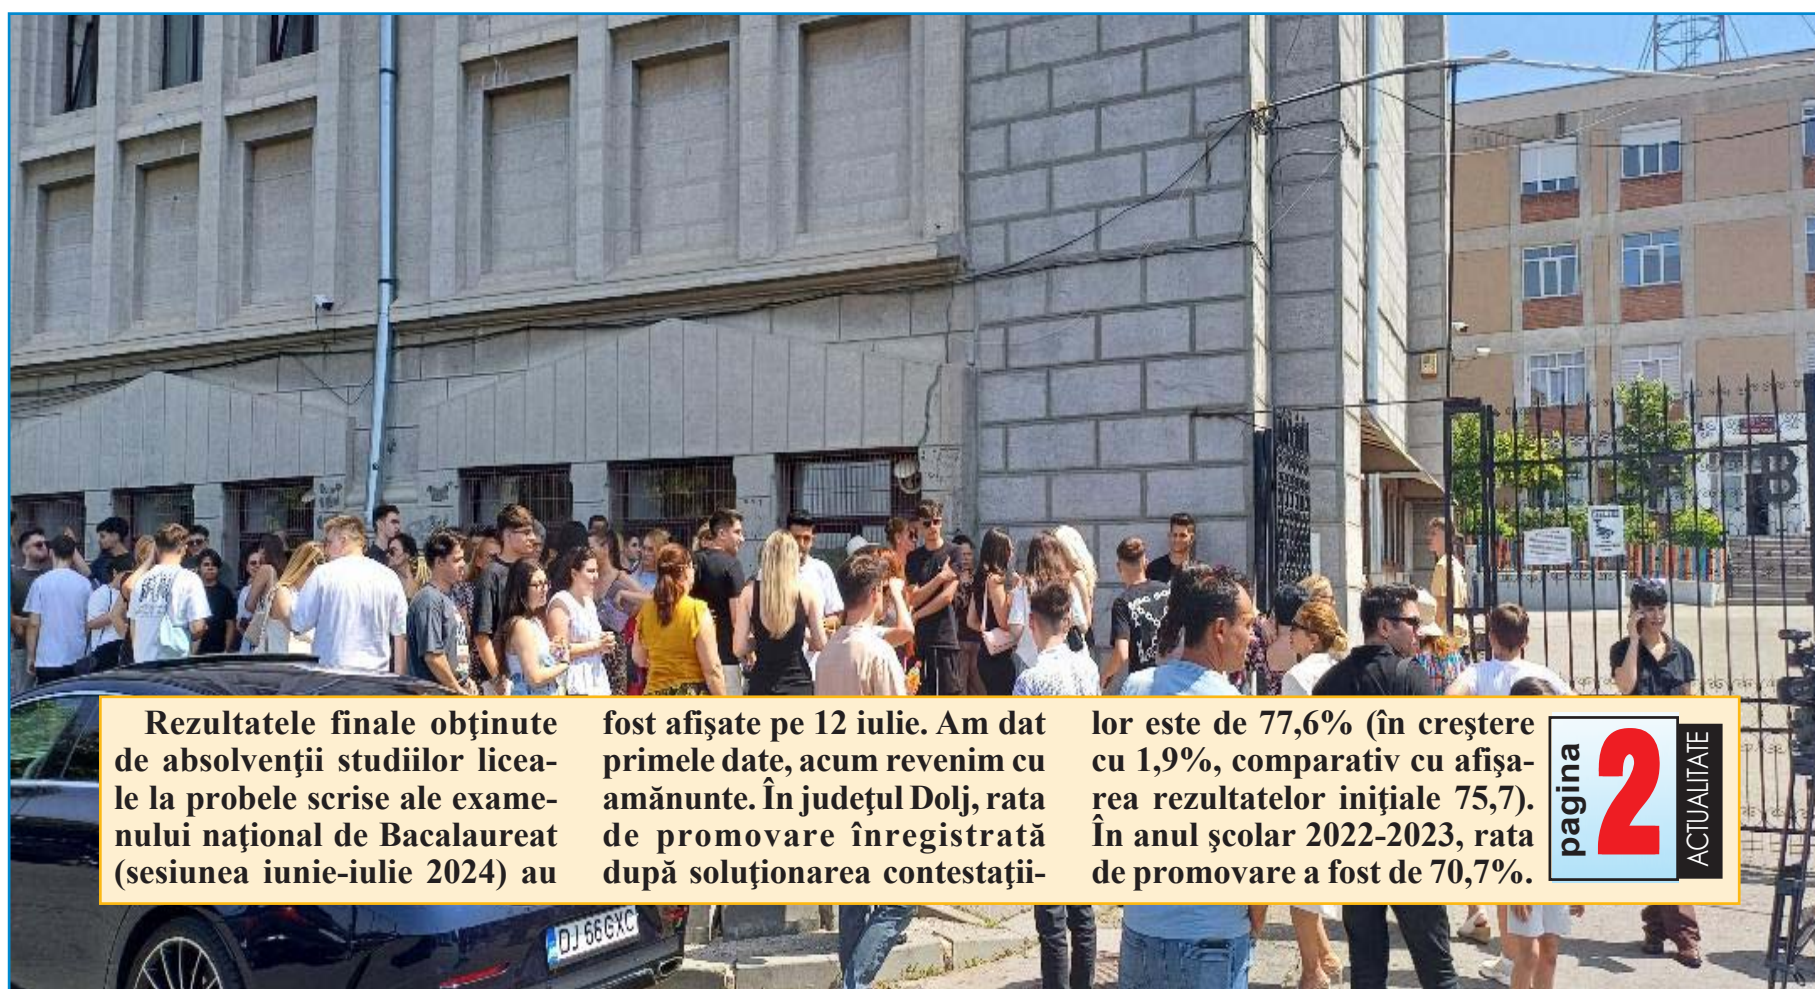 Rezultatele finale obţinute
de absolvenţii studiilor licea-
le la probele scrise ale exame-
nului naţional de Bacalaureat
(sesiunea iunie-iulie 2024) au
fost afişate pe 12 iulie. Am dat
primele date, acum revenim cu
amănunte. În judeţul Dolj, rata
de promovare înregistrată
după soluţionarea contestaţii-
lor este de 77,6% (în creştere
cu 1,9%, comparativ cu afişa-
rea rezultatelor iniţiale 75,7).
În anul şcolar 2022-2023, rata
de promovare a fost de 70,7%.
pagina
2
ACTUALITATE
DJ 66 GXC